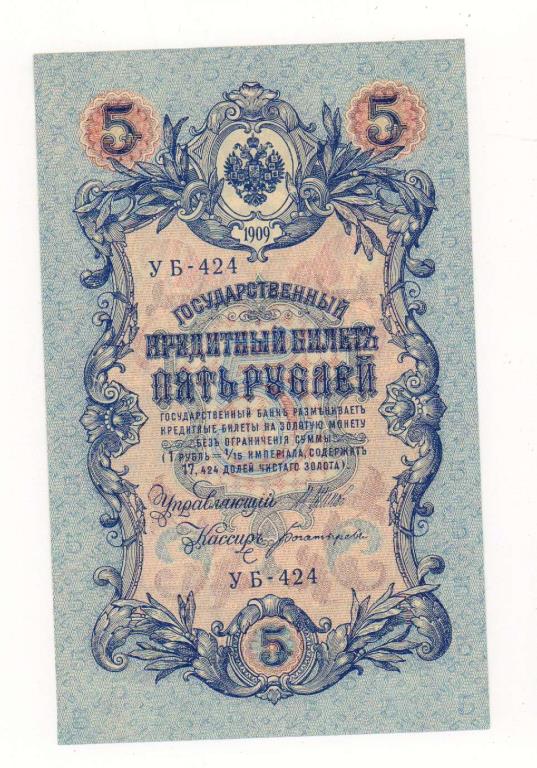 5 5
1909
УБ-424
ГОСУДАРСТВЕННЫЙ
КРЕДИТНЫЙ БИЛЕТЪ
ПЯТЬ РУБЛЕЙ
ГОСУДАРСТВЕННЫЙ БАНКЪ РАЗМѢНИВАЕТЪ
КРЕДИТНЫЕ БИЛЕТЫ НА ЗОЛОТУЮ МОНЕТУ
БЕЗЪ ОГРАНИЧЕНІЯ СУММЫ
(1 РУБЛЬ = 1/15 ИМПЕРІАЛА, СОДЕРЖИТЪ
17,424 ДОЛЕЙ ЧИСТАГО ЗОЛОТА).
Управляющій
Кассиръ
УБ-424
5